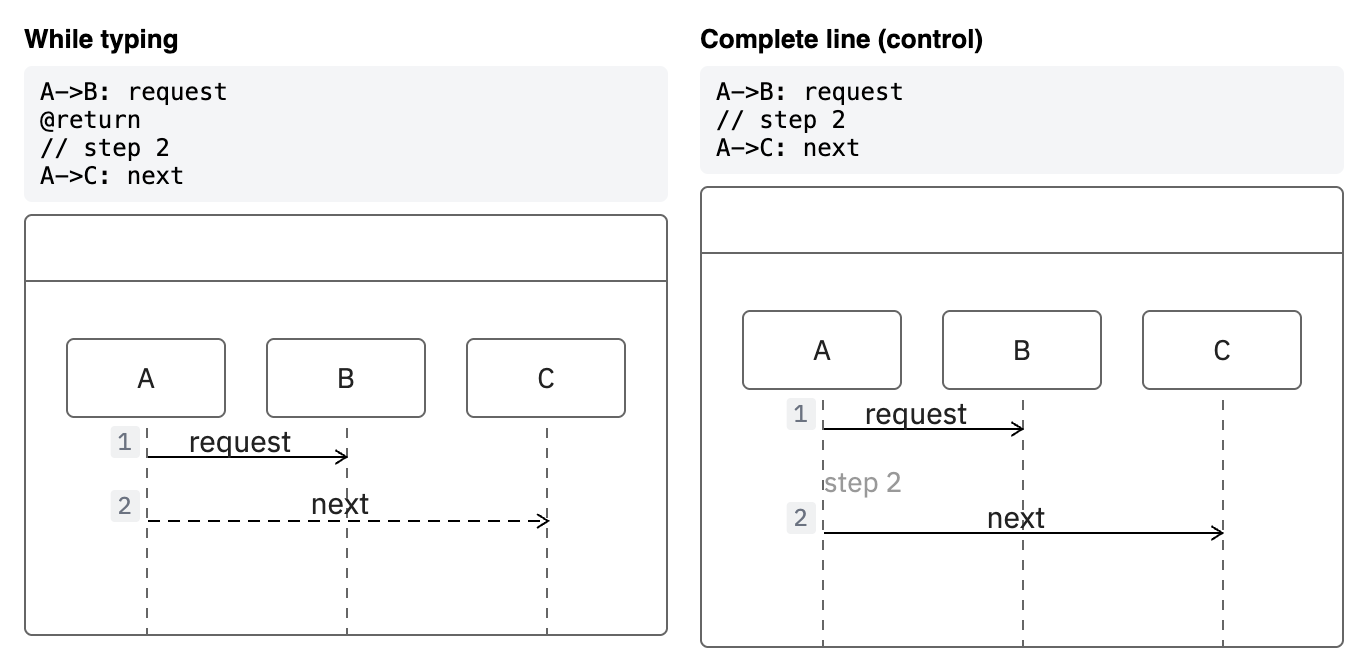 While typing
A->B: request
@return
// step 2
A->C: next
A
B
C
1
request
2
next
Complete line (control)
A->B: request
// step 2
A->C: next
A
B
C
1
request
step 2
2
next